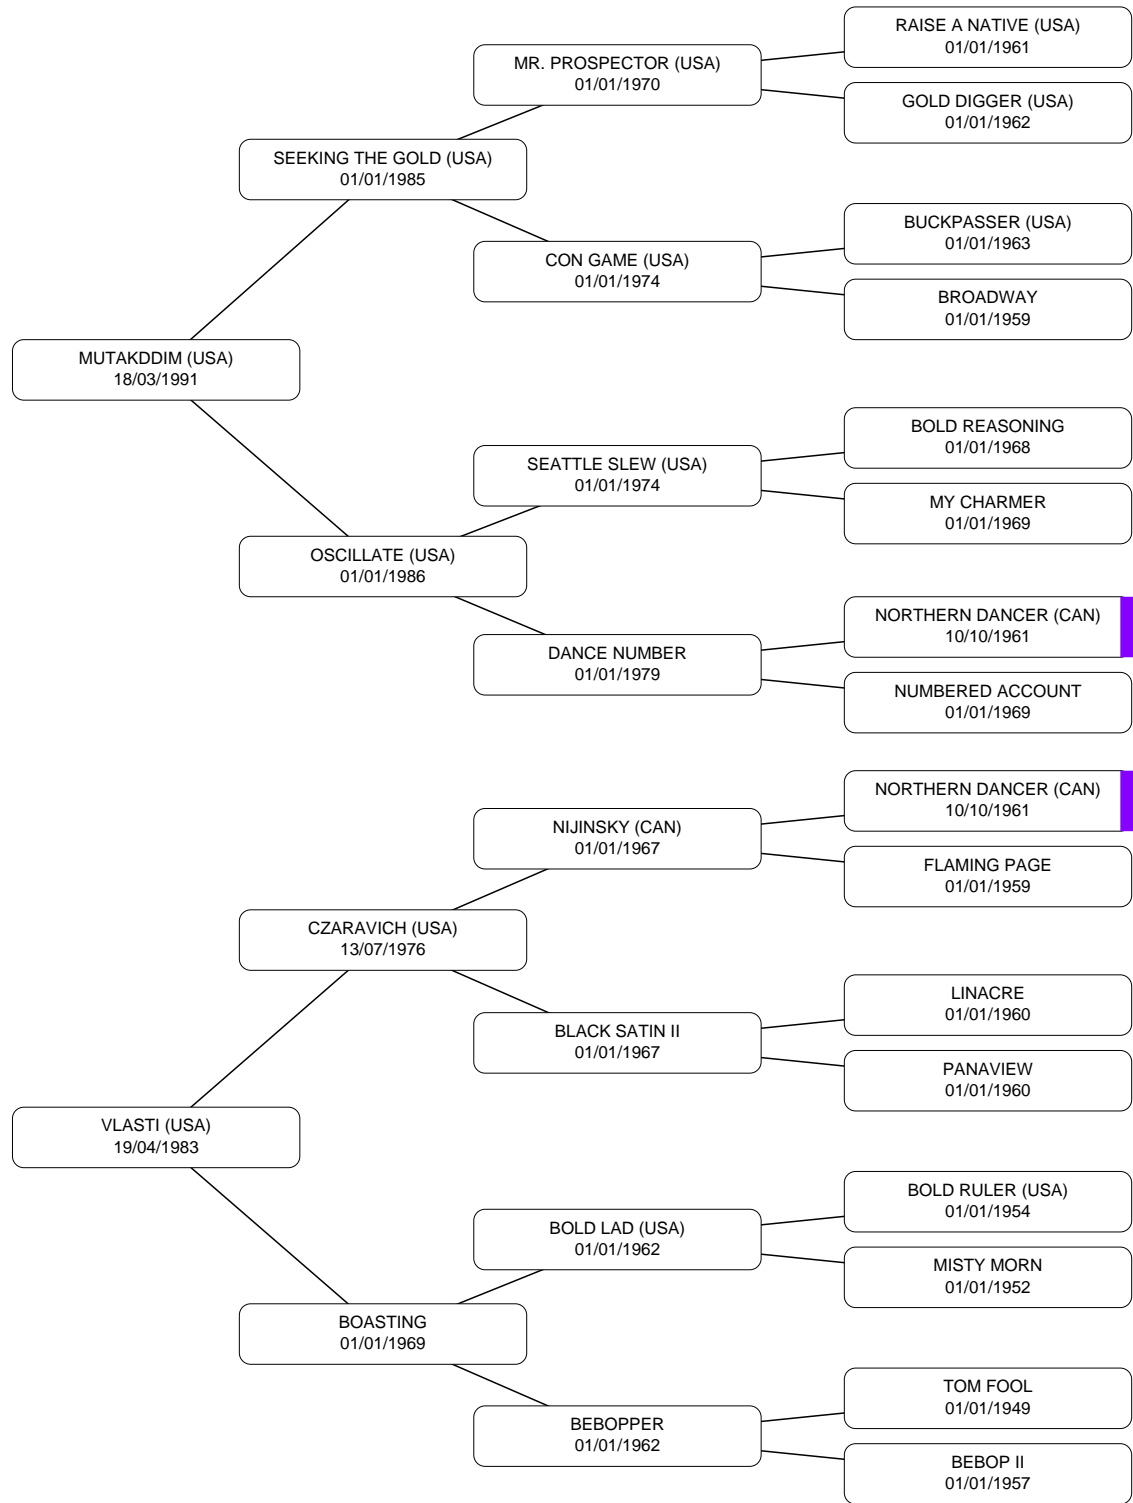 RAISE A NATIVE (USA)
01/01/1961
MR. PROSPECTOR (USA)
01/01/1970
GOLD DIGGER (USA)
01/01/1962
SEEKING THE GOLD (USA)
01/01/1985
BUCKPASSER (USA)
01/01/1963
CON GAME (USA)
01/01/1974
BROADWAY
01/01/1959
MUTAKDDIM (USA)
18/03/1991
BOLD REASONING
01/01/1968
SEATTLE SLEW (USA)
01/01/1974
MY CHARMER
01/01/1969
OSCILLATE (USA)
01/01/1986
NORTHERN DANCER (CAN)
10/10/1961
DANCE NUMBER
01/01/1979
NUMBERED ACCOUNT
01/01/1969
NORTHERN DANCER (CAN)
10/10/1961
NIJINSKY (CAN)
01/01/1967
FLAMING PAGE
01/01/1959
CZARAVICH (USA)
13/07/1976
LINACRE
01/01/1960
BLACK SATIN II
01/01/1967
PANAVIEW
01/01/1960
VLASTI (USA)
19/04/1983
BOLD RULER (USA)
01/01/1954
BOLD LAD (USA)
01/01/1962
MISTY MORN
01/01/1952
BOASTING
01/01/1969
TOM FOOL
01/01/1949
BEBOPPER
01/01/1962
BEBOP II
01/01/1957